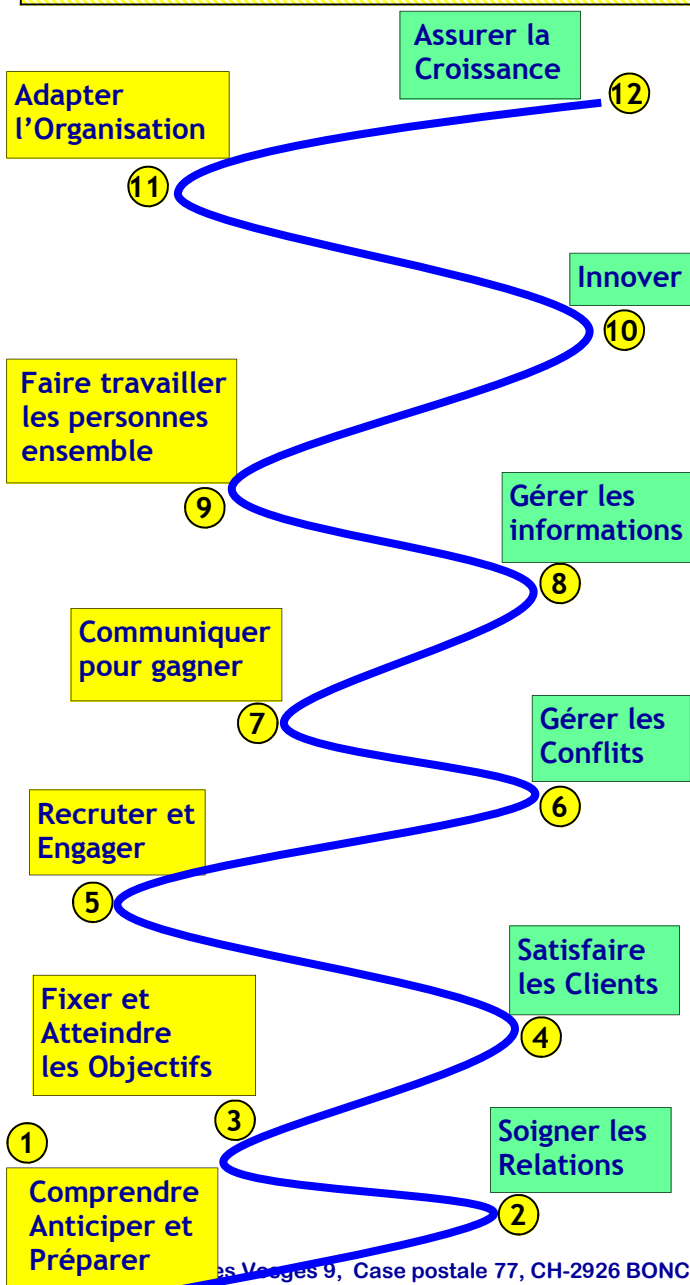 Assurer la
Croissance
12
Adapter
l'Organisation
11
Innover
10
Faire travailler
les personnes
ensemble
9
Gérer les
informations
8
Communiquer
pour gagner
7
Gérer les
Conflits
6
Recruter et
Engager
5
Satisfaire
les Clients
4
Fixer et
Atteindre
les Objectifs
3
1
Soigner les
Relations
2
Comprendre
Anticiper et
Préparer
Vosges 9, Case postale 77, CH-2926